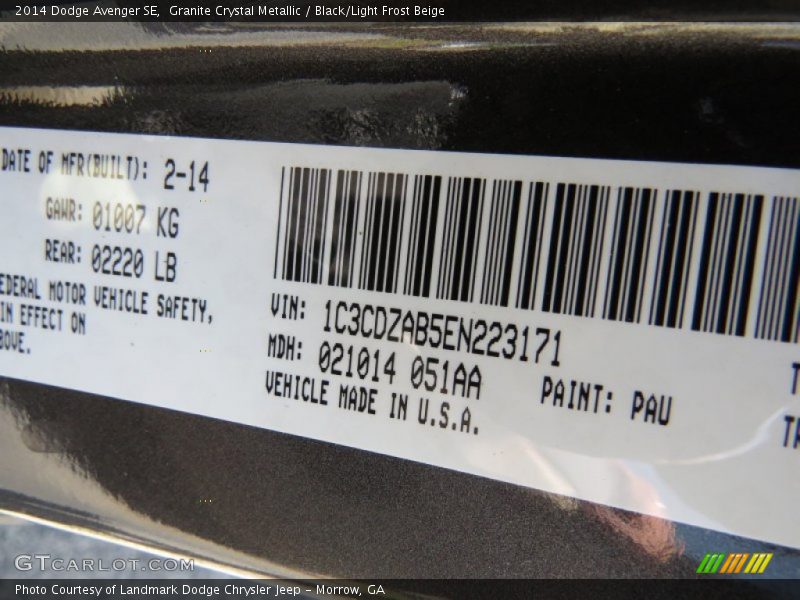 2014 Dodge Avenger SE,  Granite Crystal Metallic / Black/Light Frost Beige
DATE OF MFR(BUILT): 2-14
GAWR: 01007 KG
REAR: 02220 LB
EDERAL MOTOR VEHICLE SAFETY,
IN EFFECT ON
BOVE.
VIN: 1C3CDZAB5EN223171
MDH: 021014 051AA
PAINT: PAU
VEHICLE MADE IN U.S.A.
GTCARLOT.COM
Photo Courtesy of Landmark Dodge Chrysler Jeep - Morrow, GA